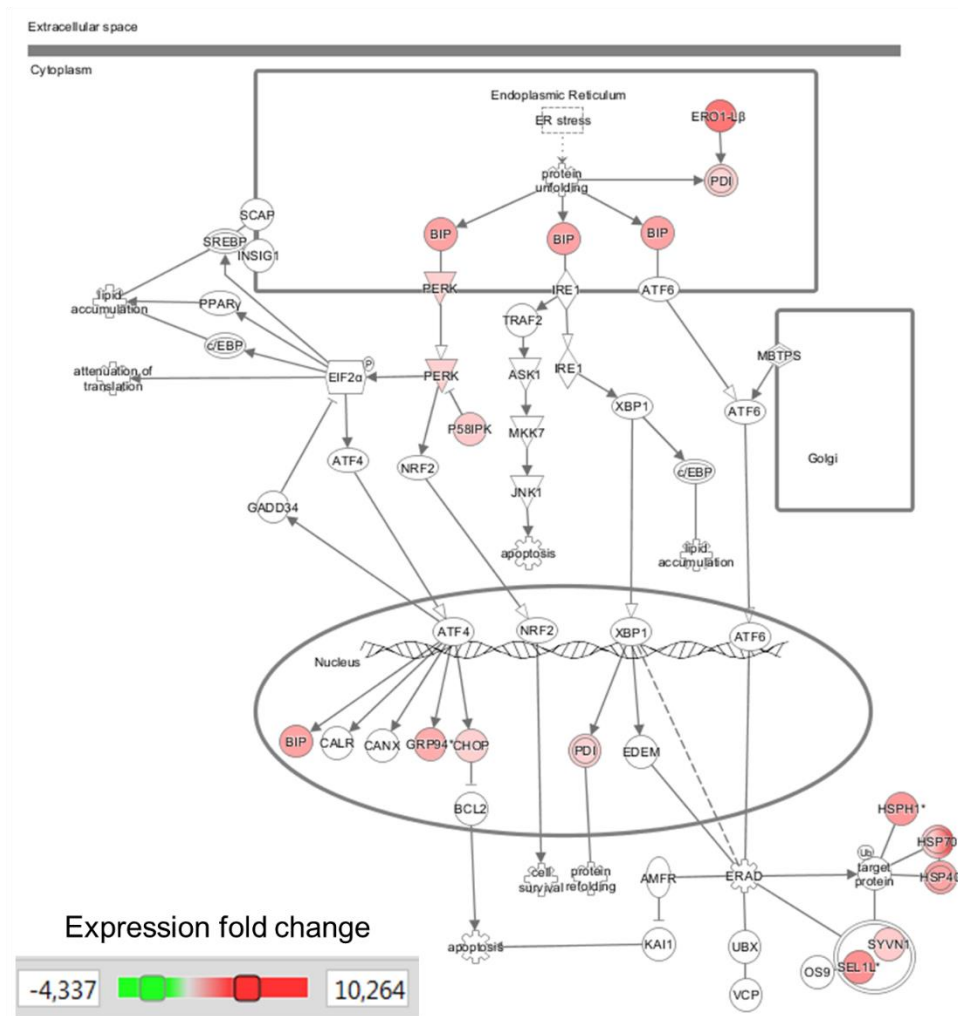 Extracellular space
Cytoplasm
Endoplasmic Reticulum
ER stress
ERO1-Lβ
protein
unfolding
PDI
SCAP
SREBP
INSIG1
BIP
BIP
BIP
PERK
IRE1
ATF6
lipid
accumulation
PPARγ
TRAF2
c/EBP
MBTPS
attenuation of
translation
EIF2α
P
PERK
ASK1
IRE1
XBP1
ATF6
P58IPK
MKK7
ATF4
NRF2
c/EBP
Golgi
JNK1
GADD34
apoptosis
lipid
accumulation
ATF4
NRF2
XBP1
ATF6
Nucleus
BIP
CALR
CANX
GRP94*
CHOP
PDI
EDEM
BCL2
HSPH1*
HSP70
Ub
target
protein
HSP40
cell
survival
protein
refolding
AMFR
ERAD
Expression fold change
apoptosis
KAI1
UBX
SYVN1
OS9
SEL1L*
VCP
-4,337
10,264